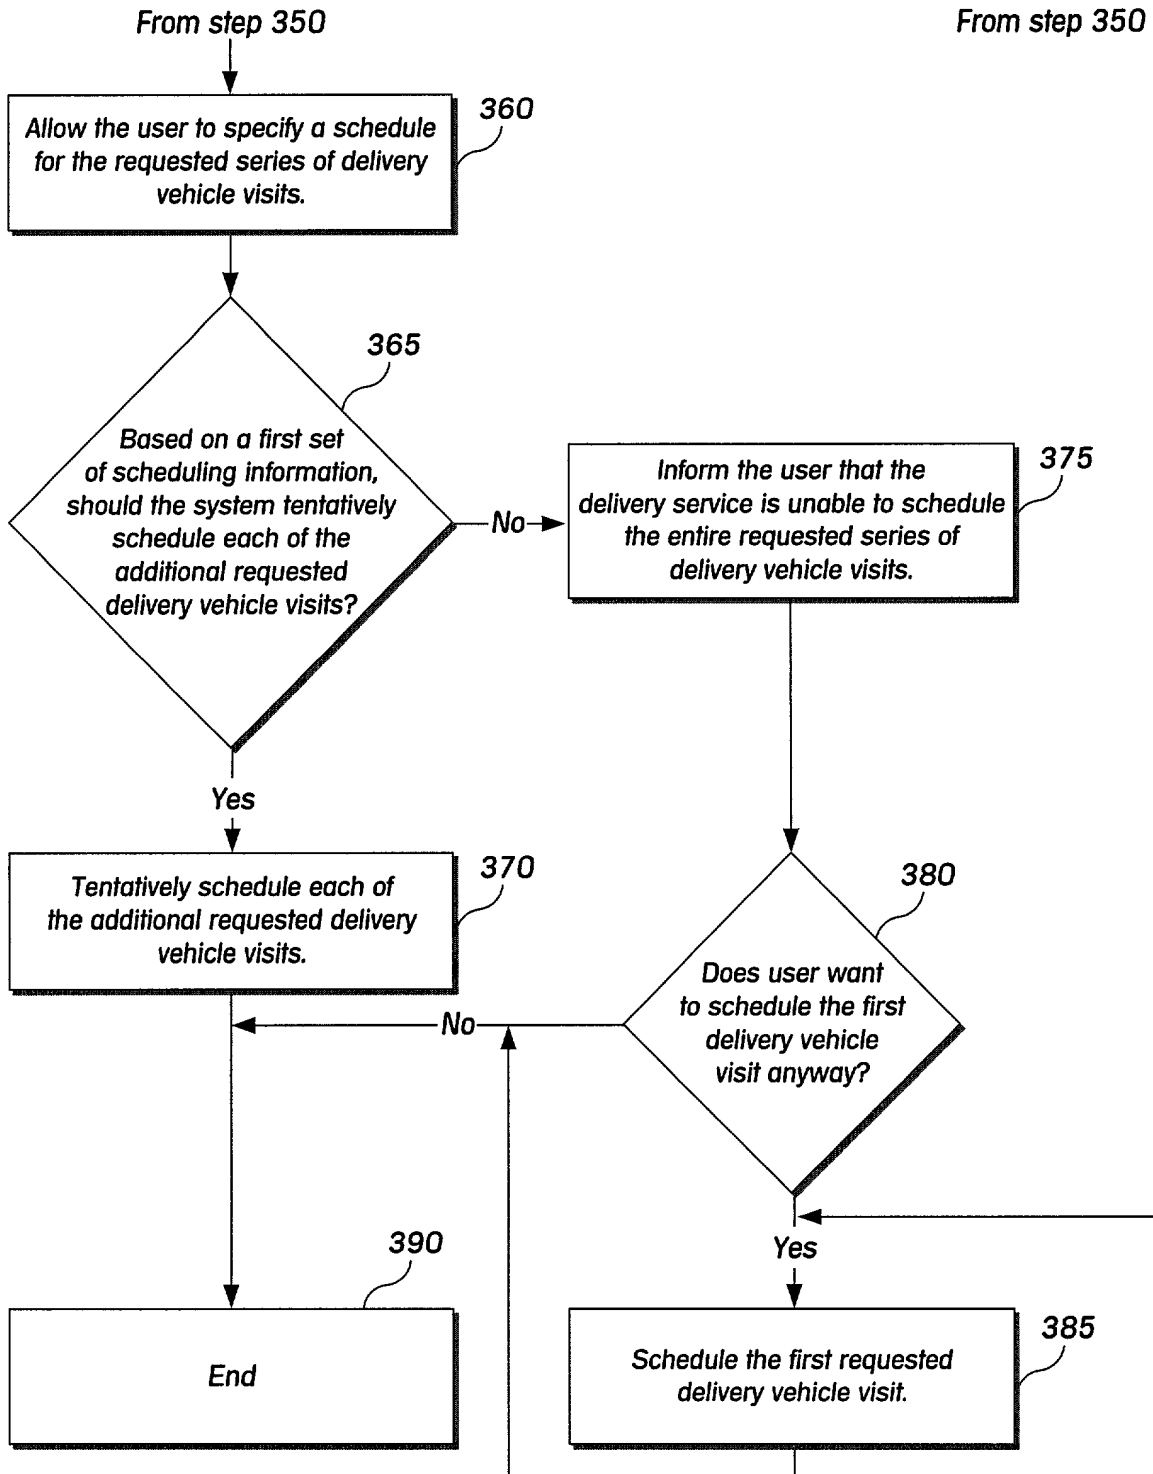 From step 350
From step 350
360
Allow the user to specify a schedule
for the requested series of delivery
vehicle visits.
365
Based on a first set
of scheduling information,
should the system tentatively
schedule each of the
additional requested
delivery vehicle visits?
No
375
Inform the user that the
delivery service is unable to schedule
the entire requested series of
delivery vehicle visits.
Yes
370
Tentatively schedule each of
the additional requested delivery
vehicle visits.
380
Does user want
to schedule the first
delivery vehicle
visit anyway?
No
Yes
390
End
385
Schedule the first requested
delivery vehicle visit.